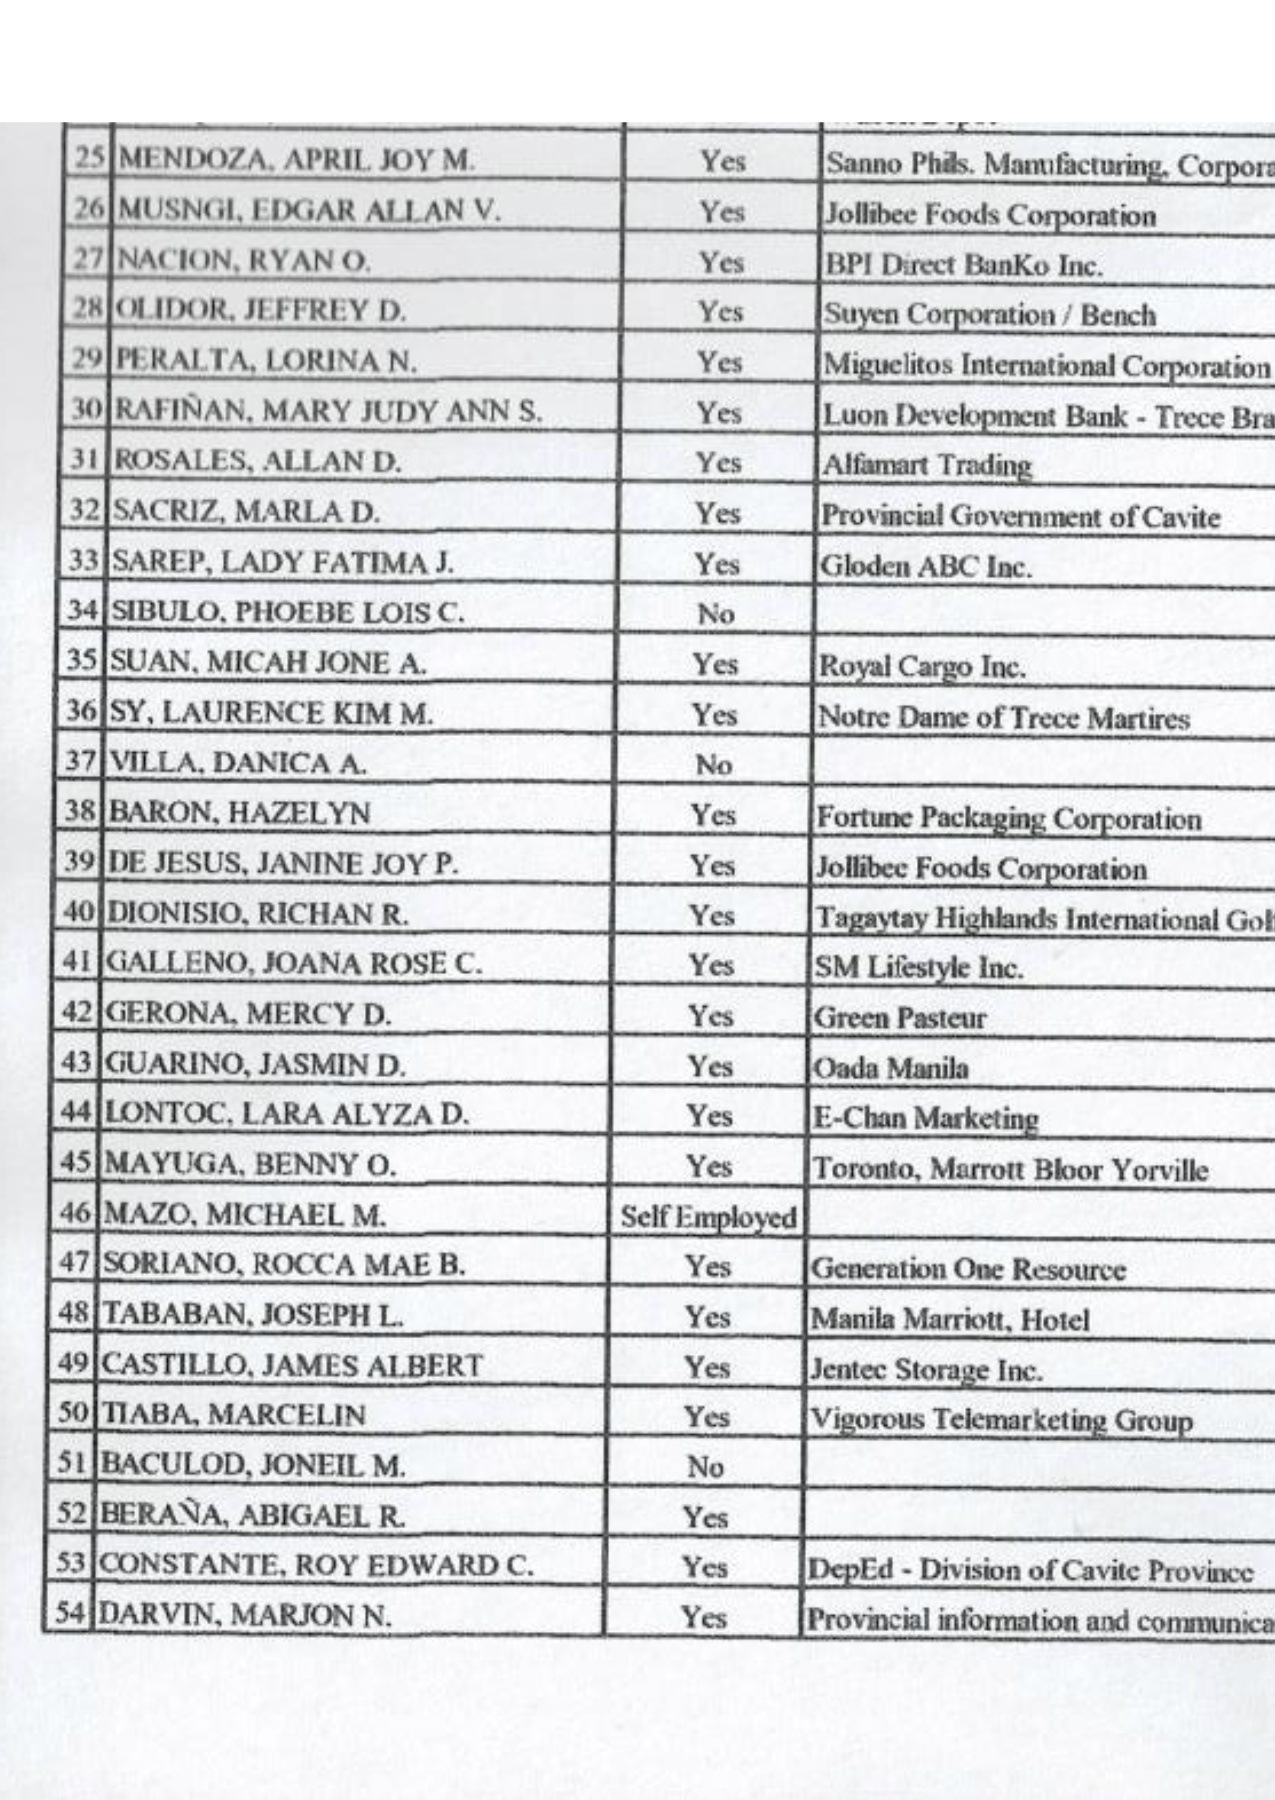 25 MENDOZA, APRIL JOY M. Yes Sanno Phils. Manufacturing, Corpora
26 MUSNGI, EDGAR ALLAN V. Yes Jollibee Foods Corporation
27 NACION, RYAN O. Yes BPI Direct BanKo Inc.
28 OLIDOR, JEFFREY D. Yes Suyen Corporation / Bench
29 PERALTA, LORINA N. Yes Miguelitos International Corporation
30 RAFIÑAN, MARY JUDY ANN S. Yes Luon Development Bank - Trece Bra
31 ROSALES, ALLAN D. Yes Alfamart Trading
32 SACRIZ, MARLA D. Yes Provincial Government of Cavite
33 SAREP, LADY FATIMA J. Yes Gloden ABC Inc.
34 SIBULO, PHOEBE LOIS C. No
35 SUAN, MICAH JONE A. Yes Royal Cargo Inc.
36 SY, LAURENCE KIM M. Yes Notre Dame of Trece Martires
37 VILLA, DANICA A. No
38 BARON, HAZELYN Yes Fortune Packaging Corporation
39 DE JESUS, JANINE JOY P. Yes Jollibee Foods Corporation
40 DIONISIO, RICHAN R. Yes Tagaytay Highlands International Golf
41 GALLENO, JOANA ROSE C. Yes SM Lifestyle Inc.
42 GERONA, MERCY D. Yes Green Pasteur
43 GUARINO, JASMIN D. Yes Oada Manila
44 LONTOC, LARA ALYZA D. Yes E-Chan Marketing
45 MAYUGA, BENNY O. Yes Toronto, Marrott Bloor Yorville
46 MAZO, MICHAEL M. Self Employed
47 SORIANO, ROCCA MAE B. Yes Generation One Resource
48 TABABAN, JOSEPH L. Yes Manila Marriott, Hotel
49 CASTILLO, JAMES ALBERT Yes Jentec Storage Inc.
50 TIABA, MARCELIN Yes Vigorous Telemarketing Group
51 BACULOD, JONEIL M. No
52 BERAÑA, ABIGAEL R. Yes
53 CONSTANTE, ROY EDWARD C. Yes DepEd - Division of Cavite Province
54 DARVIN, MARJON N. Yes Provincial information and communica